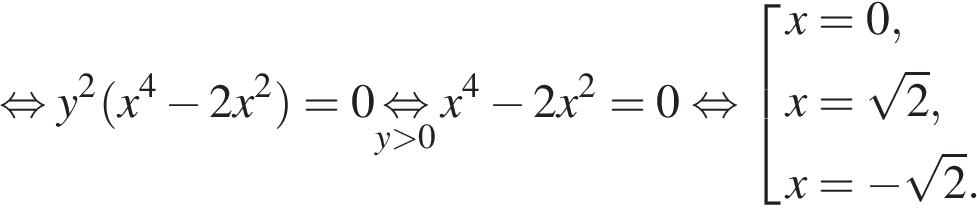 ⇔ y²(x⁴ − 2x²) = 0 ⇔_{y>0} x⁴ − 2x² = 0 ⇔ [ x = 0,
x = √2,
x = −√2.